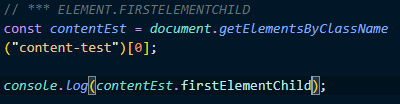 // *** ELEMENT.FIRSTELEMENTCHILD
const contentEst = document.getElementsByClassName
("content-test")[0];
console.log(contentEst.firstElementChild);